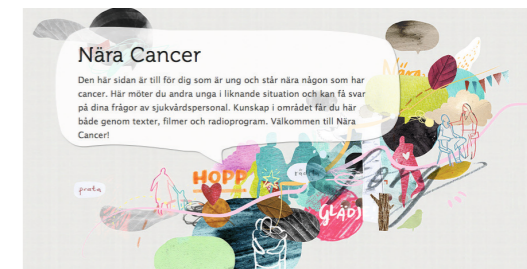 Nära Cancer
Den här sidan är till för dig som är ung och står nära någon som har
cancer. Här möter du andra unga i liknande situation och kan få svar
på dina frågor av sjukvårdspersonal. Kunskap i området får du här
både genom texter, filmer och radioprogram. Välkommen till Nära
Cancer!
Nära
HOPP
prata
Sorg
GLÄDJ